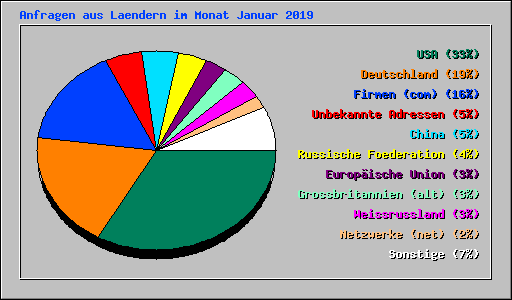 Anfragen aus Laendern im Monat Januar 2019
USA (33%)
Deutschland (19%)
Firmen (com) (16%)
Unbekannte Adressen (5%)
China (5%)
Russische Foederation (4%)
Europäische Union (3%)
Grossbritannien (alt) (3%)
Weissrussland (3%)
Netzwerke (net) (2%)
Sonstige (7%)